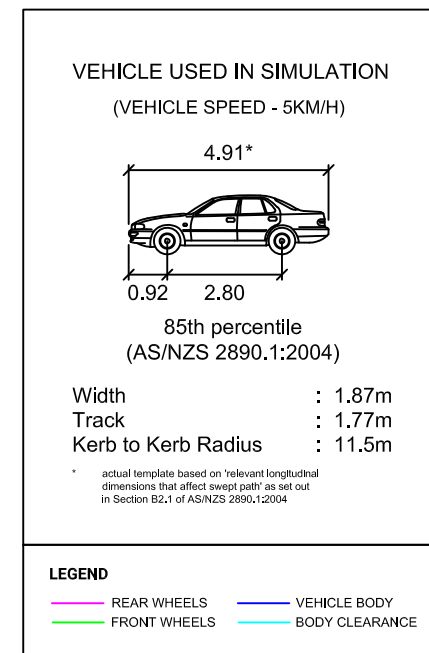 VEHICLE USED IN SIMULATION
(VEHICLE SPEED - 5KM/H)
4.91*
0.92 2.80
85th percentile
(AS/NZS 2890.1:2004)
Width : 1.87m
Track : 1.77m
Kerb to Kerb Radius : 11.5m
* actual template based on 'relevant longitudinal
dimensions that affect swept path' as set out
in Section B2.1 of AS/NZS 2890.1:2004
LEGEND
REAR WHEELS VEHICLE BODY
FRONT WHEELS BODY CLEARANCE